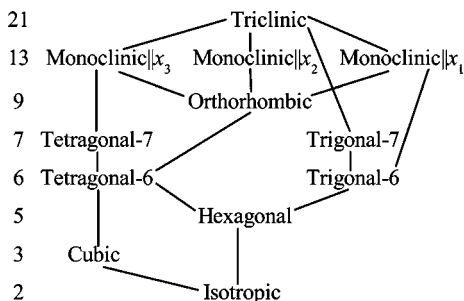 21 Triclinic
13 Monoclinic||x₃ Monoclinic||x₂ Monoclinic||x₁
9 Orthorhombic
7 Tetragonal-7 Trigonal-7
6 Tetragonal-6 Trigonal-6
5 Hexagonal
3 Cubic
2 Isotropic